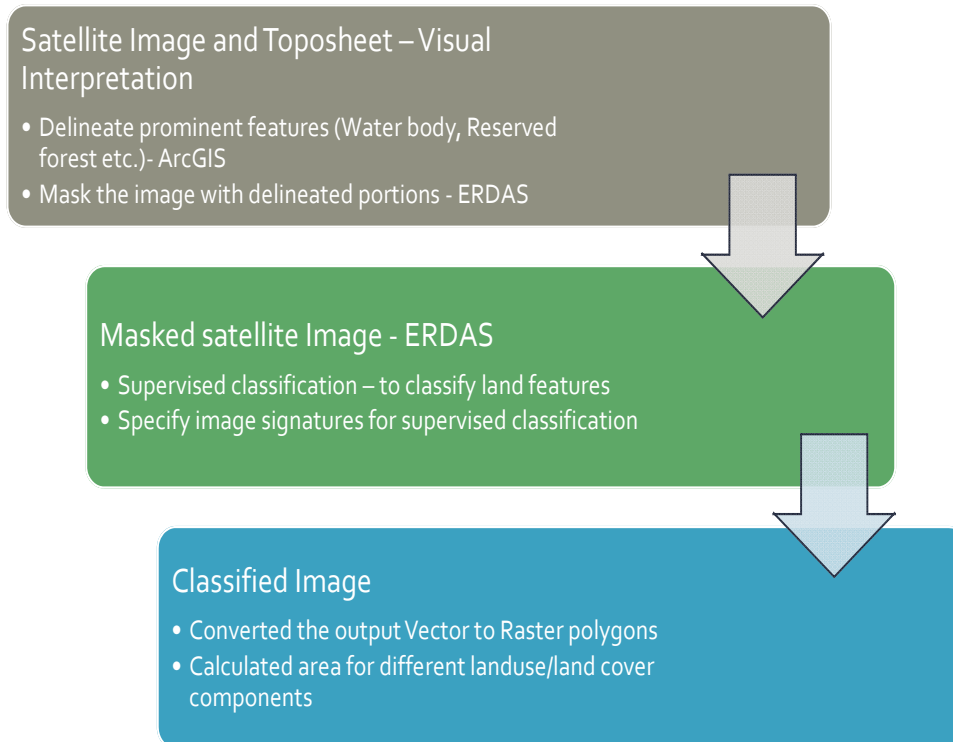 Satellite Image and Toposheet – Visual
Interpretation
• Delineate prominent features (Water body, Reserved
forest etc.)- ArcGIS
• Mask the image with delineated portions - ERDAS
Masked satellite Image - ERDAS
• Supervised classification – to classify land features
• Specify image signatures for supervised classification
Classified Image
• Converted the output Vector to Raster polygons
• Calculated area for different landuse/land cover
components